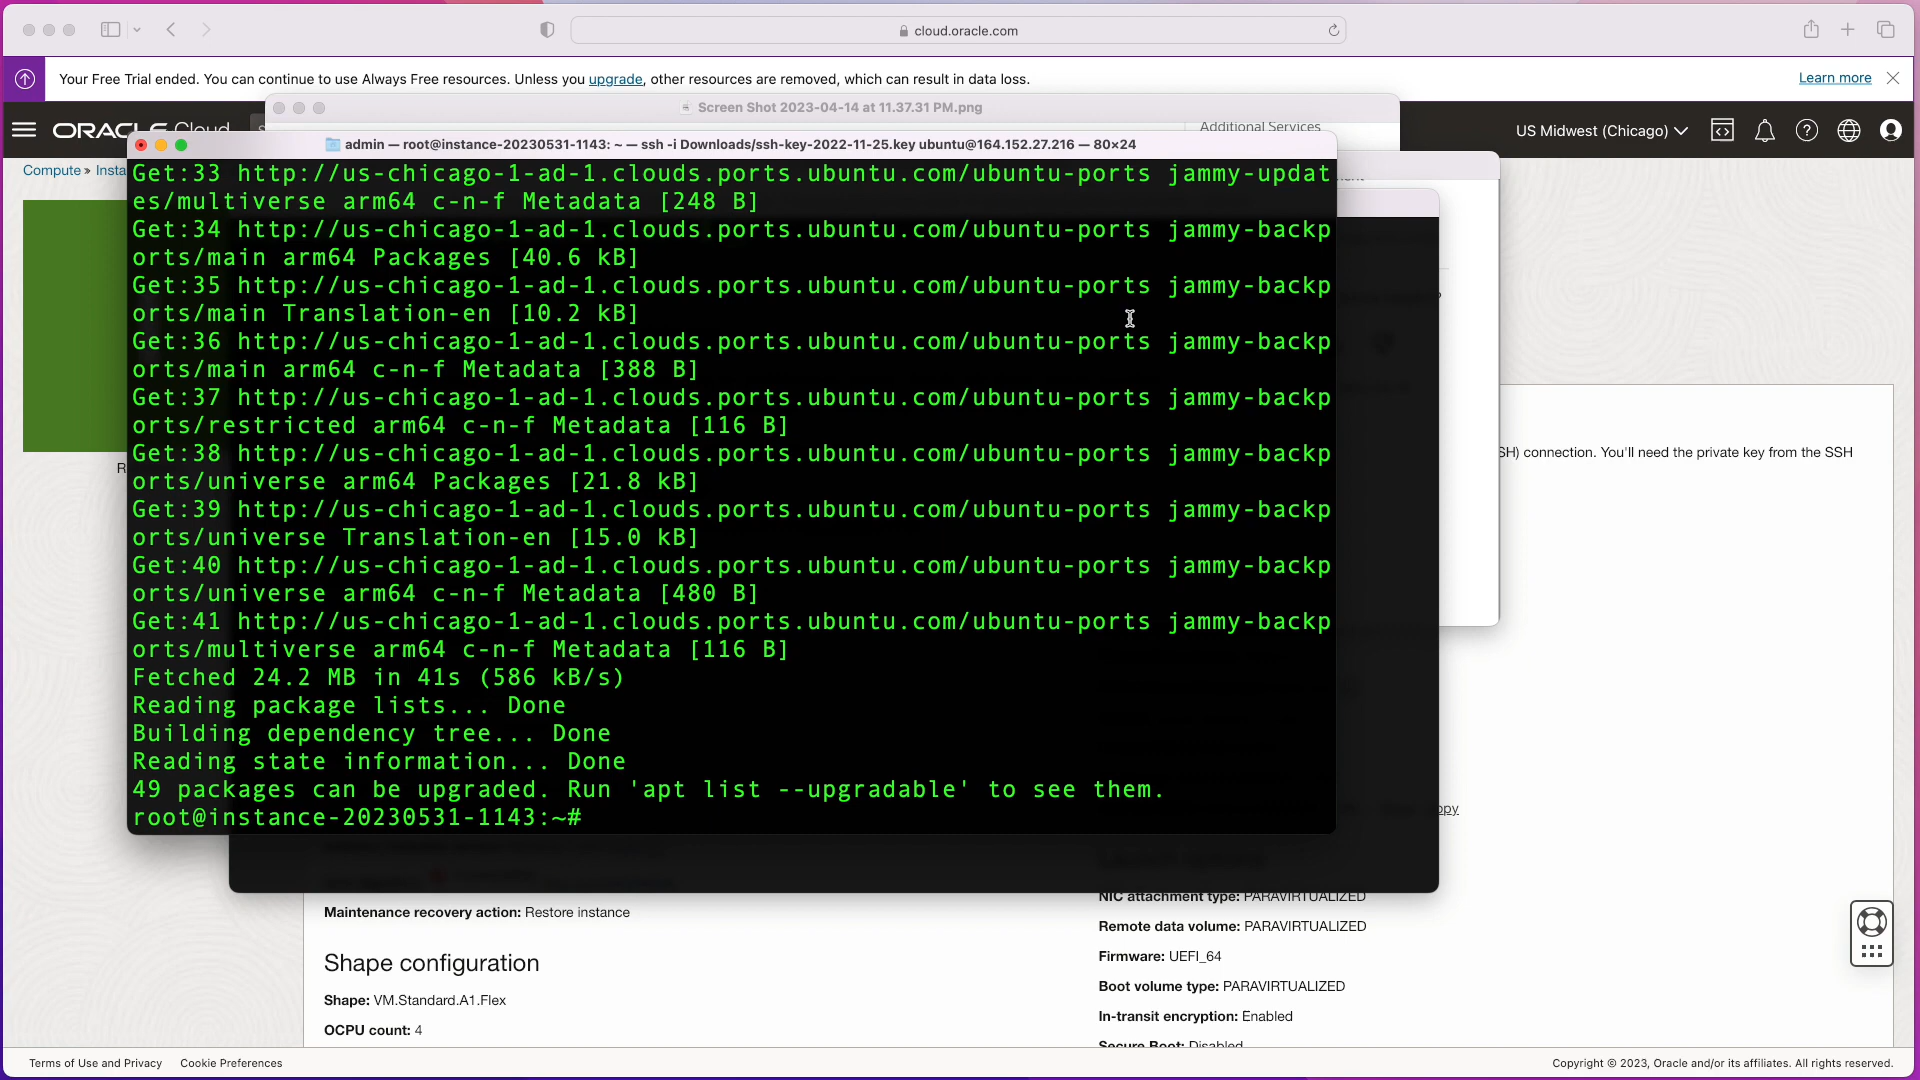 cloud.oracle.com
Your Free Trial ended. You can continue to use Always Free resources. Unless you upgrade, other resources are removed, which can result in data loss.
Learn more
Screen Shot 2023-04-14 at 11.37.31 PM.png
Additional Services
ORACLE Cloud
US Midwest (Chicago)
Compute » Insta
admin — root@instance-20230531-1143: ~ — ssh -i Downloads/ssh-key-2022-11-25.key ubuntu@164.152.27.216 — 80×24
Get:33 http://us-chicago-1-ad-1.clouds.ports.ubuntu.com/ubuntu-ports jammy-updat
es/multiverse arm64 c-n-f Metadata [248 B]
Get:34 http://us-chicago-1-ad-1.clouds.ports.ubuntu.com/ubuntu-ports jammy-backp
orts/main arm64 Packages [40.6 kB]
Get:35 http://us-chicago-1-ad-1.clouds.ports.ubuntu.com/ubuntu-ports jammy-backp
orts/main Translation-en [10.2 kB]
Get:36 http://us-chicago-1-ad-1.clouds.ports.ubuntu.com/ubuntu-ports jammy-backp
orts/main arm64 c-n-f Metadata [388 B]
Get:37 http://us-chicago-1-ad-1.clouds.ports.ubuntu.com/ubuntu-ports jammy-backp
orts/restricted arm64 c-n-f Metadata [116 B]
Get:38 http://us-chicago-1-ad-1.clouds.ports.ubuntu.com/ubuntu-ports jammy-backp
orts/universe arm64 Packages [21.8 kB]
Get:39 http://us-chicago-1-ad-1.clouds.ports.ubuntu.com/ubuntu-ports jammy-backp
orts/universe Translation-en [15.0 kB]
Get:40 http://us-chicago-1-ad-1.clouds.ports.ubuntu.com/ubuntu-ports jammy-backp
orts/universe arm64 c-n-f Metadata [480 B]
Get:41 http://us-chicago-1-ad-1.clouds.ports.ubuntu.com/ubuntu-ports jammy-backp
orts/multiverse arm64 c-n-f Metadata [116 B]
Fetched 24.2 MB in 41s (586 kB/s)
Reading package lists... Done
Building dependency tree... Done
Reading state information... Done
49 packages can be upgraded. Run 'apt list --upgradable' to see them.
root@instance-20230531-1143:~#
R
SH) connection. You'll need the private key from the SSH
opy
Maintenance recovery action: Restore instance
Shape configuration
Shape: VM.Standard.A1.Flex
OCPU count: 4
NIC attachment type: PARAVIRTUALIZED
Remote data volume: PARAVIRTUALIZED
Firmware: UEFI_64
Boot volume type: PARAVIRTUALIZED
In-transit encryption: Enabled
Secure Boot: Disabled
Terms of Use and Privacy
Cookie Preferences
Copyright © 2023, Oracle and/or its affiliates. All rights reserved.